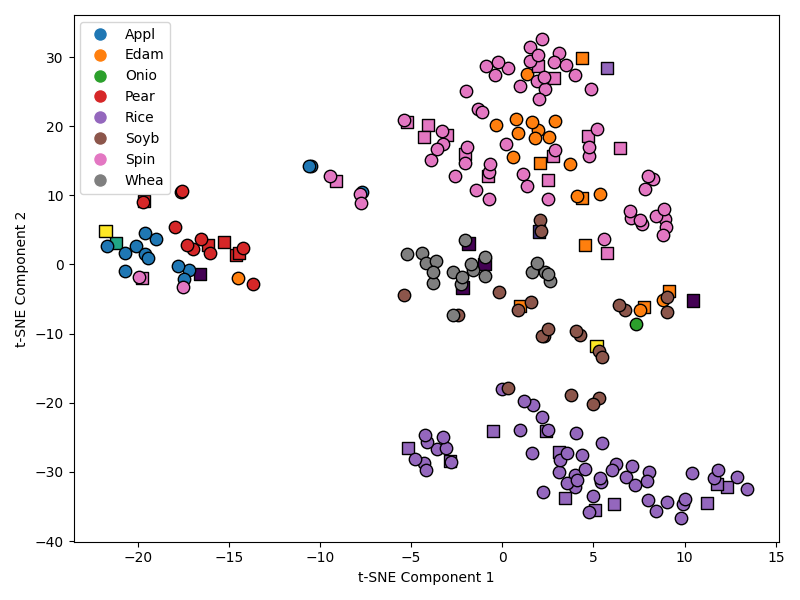 Appl
Edam
Onio
Pear
Rice
Soyb
Spin
Whea
30
20
10
0
−10
−20
−30
−40
t-SNE Component 2
−20 −15 −10 −5 0 5 10 15
t-SNE Component 1